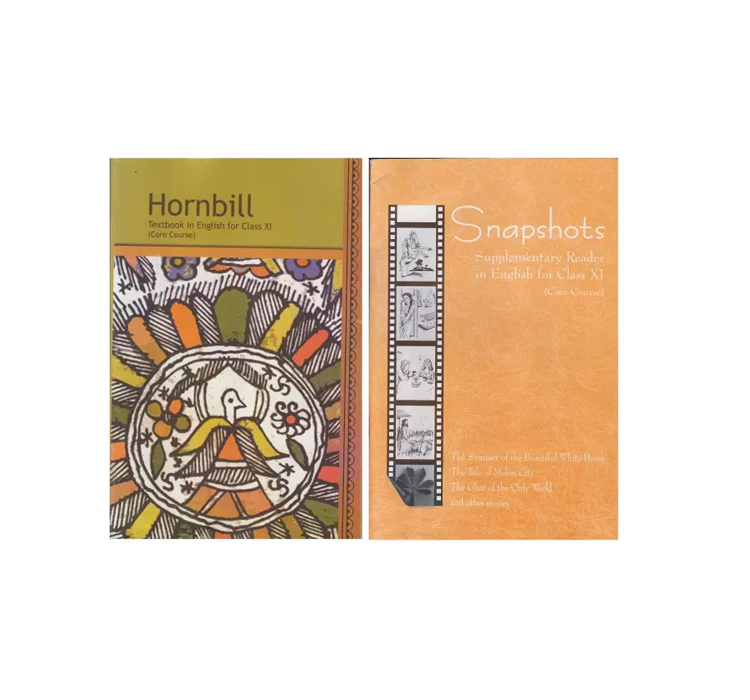 Hornbill
Textbook in English for Class XI
(Core Course)
Snapshots
Supplementary Reader
in English for Class XI
(Core Course)
The Summer of the Beautiful White Horse
The Tale of Melon City
The Ghat of the Only World
and other stories